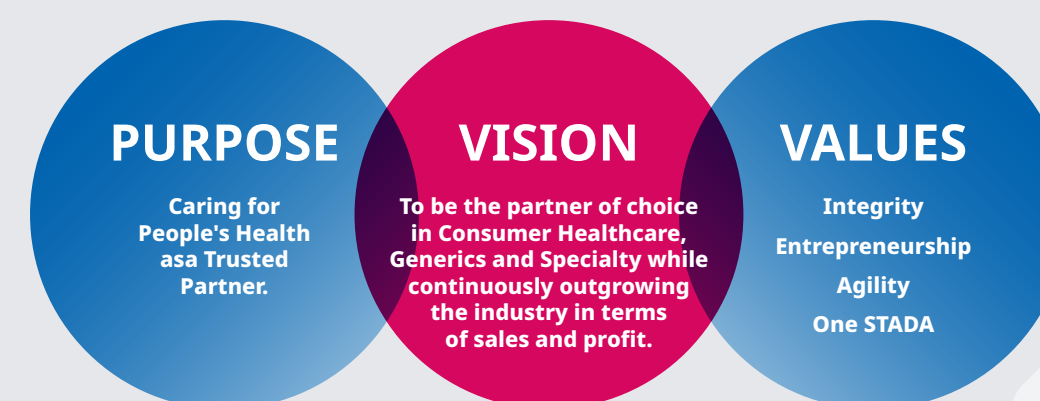 PURPOSE
Caring for
People's Health
asa Trusted
Partner.
VISION
To be the partner of choice
in Consumer Healthcare,
Generics and Specialty while
continuously outgrowing
the industry in terms
of sales and profit.
VALUES
Integrity
Entrepreneurship
Agility
One STADA